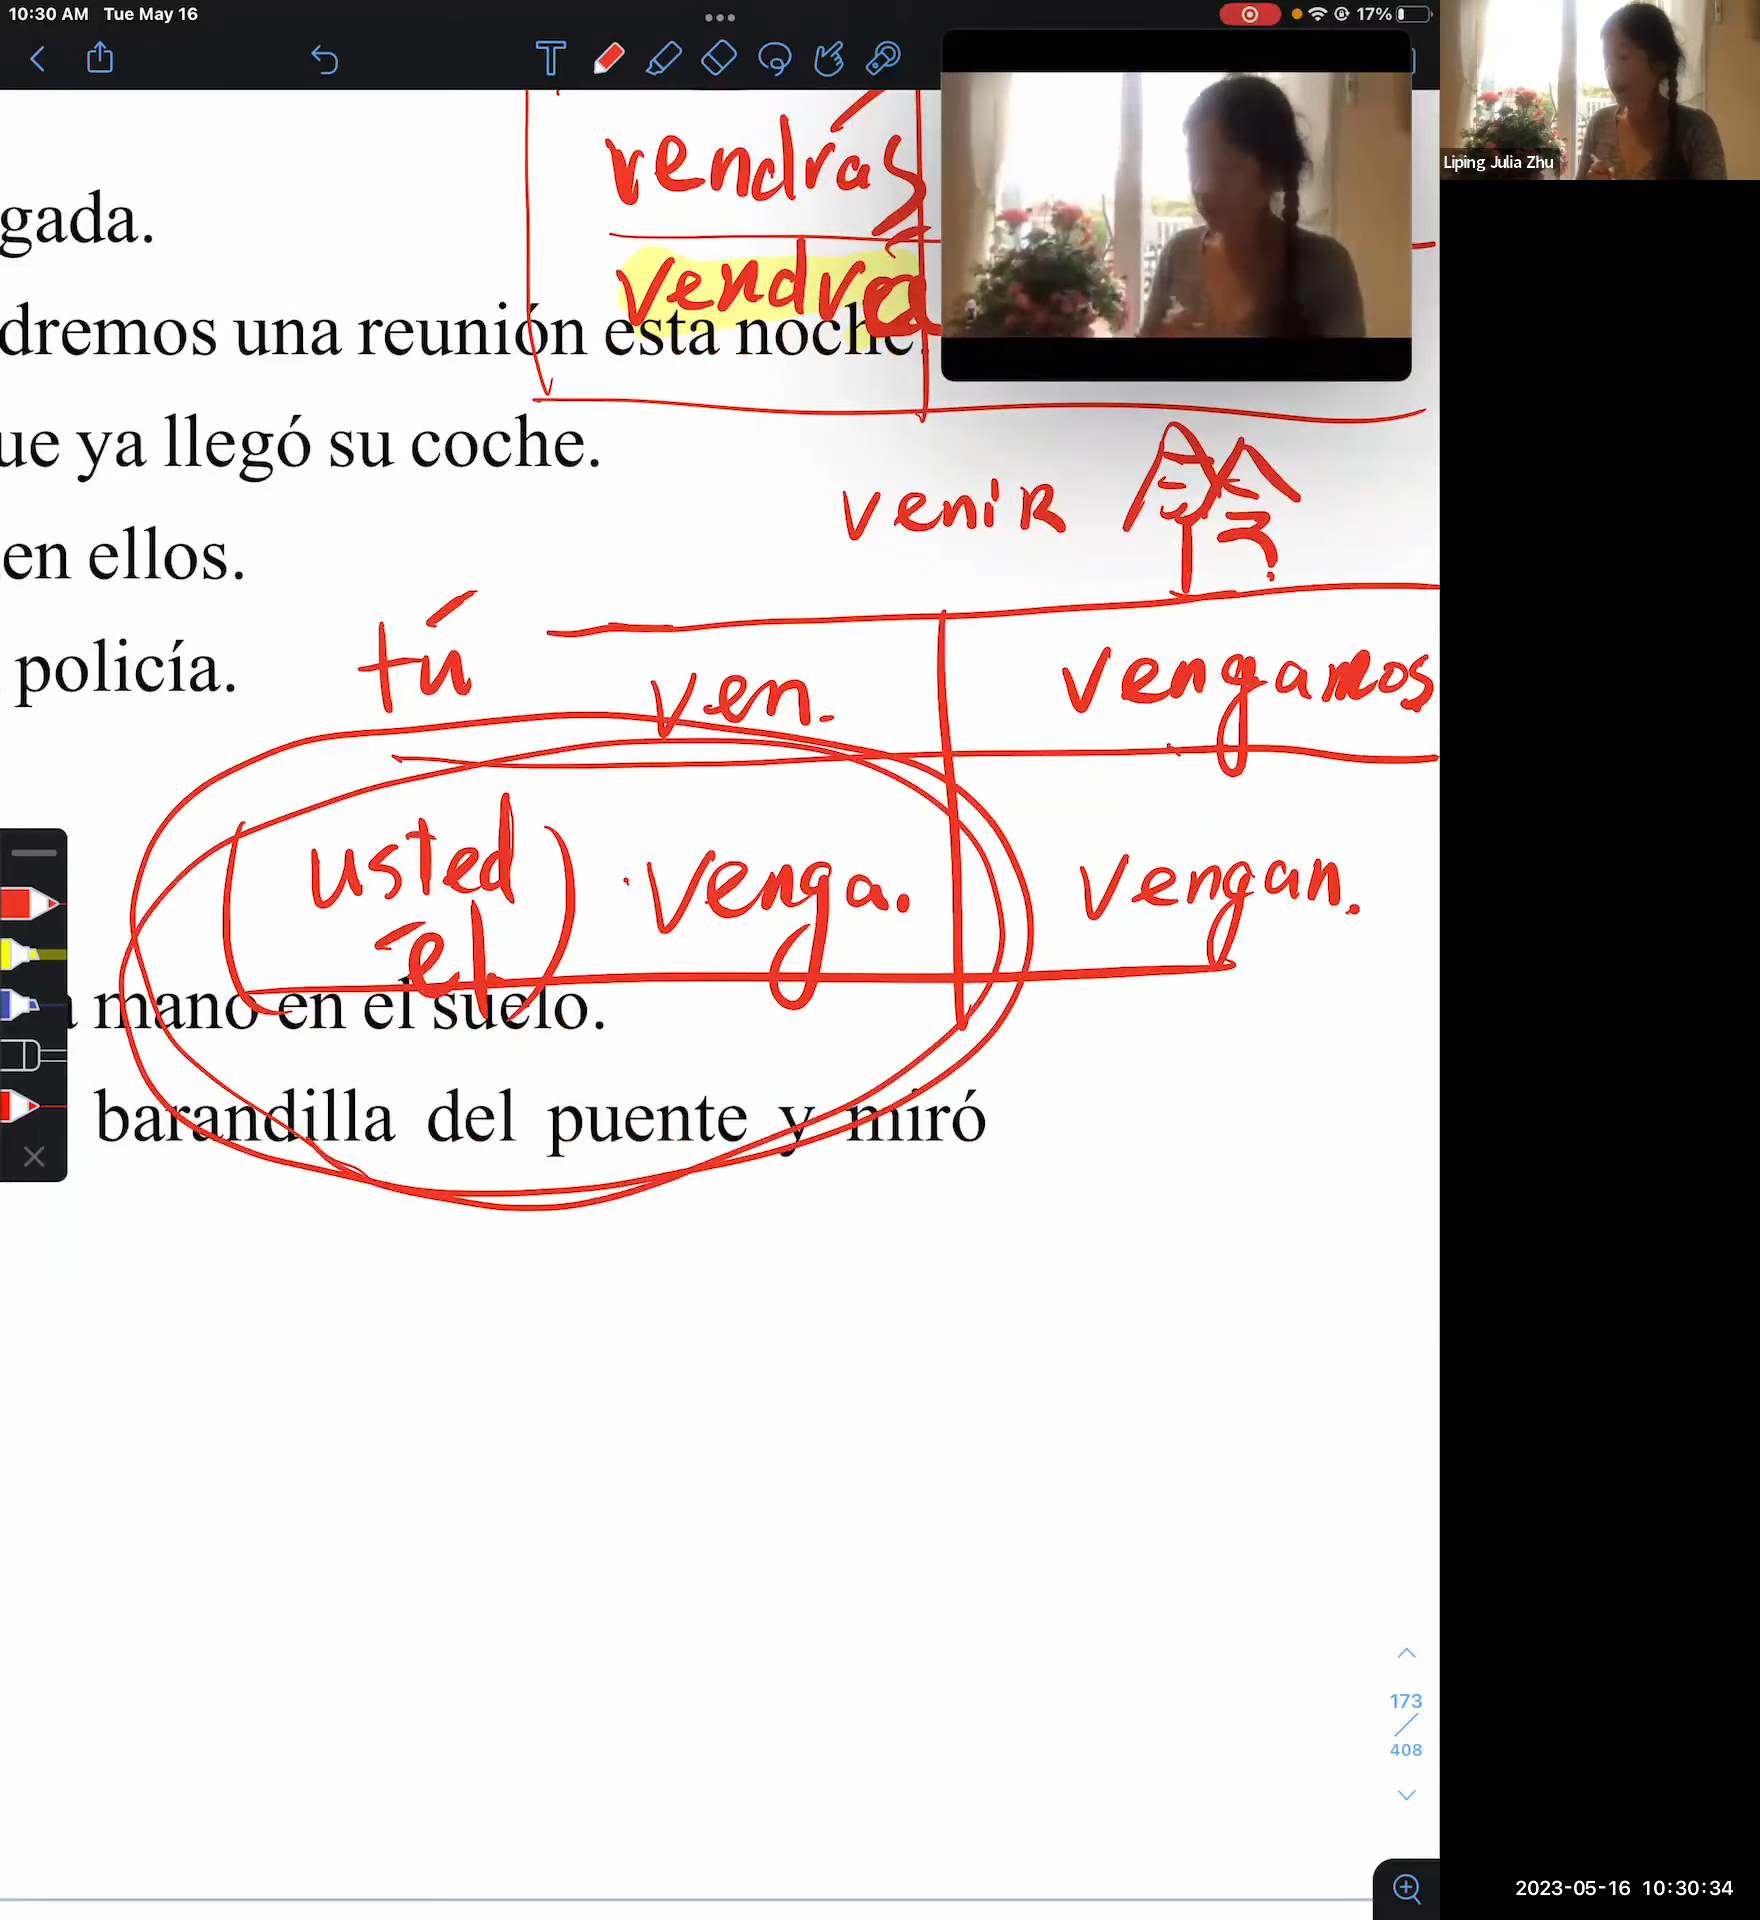 10:30 AM Tue May 16
17%
Liping Julia Zhu
vendrás
gada.
vendrá
dremos una reunión esta noche.
ue ya llegó su coche.
venir
en ellos.
tú ven. vengamos
policía.
usted venga. vengan.
él
mano en el suelo.
barandilla del puente y miró
173
408
2023-05-16 10:30:34